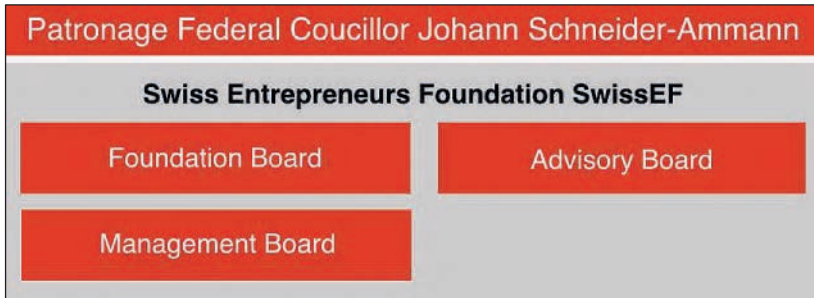 Patronage Federal Coucillor Johann Schneider-Ammann
Swiss Entrepreneurs Foundation SwissEF
Foundation Board
Advisory Board
Management Board